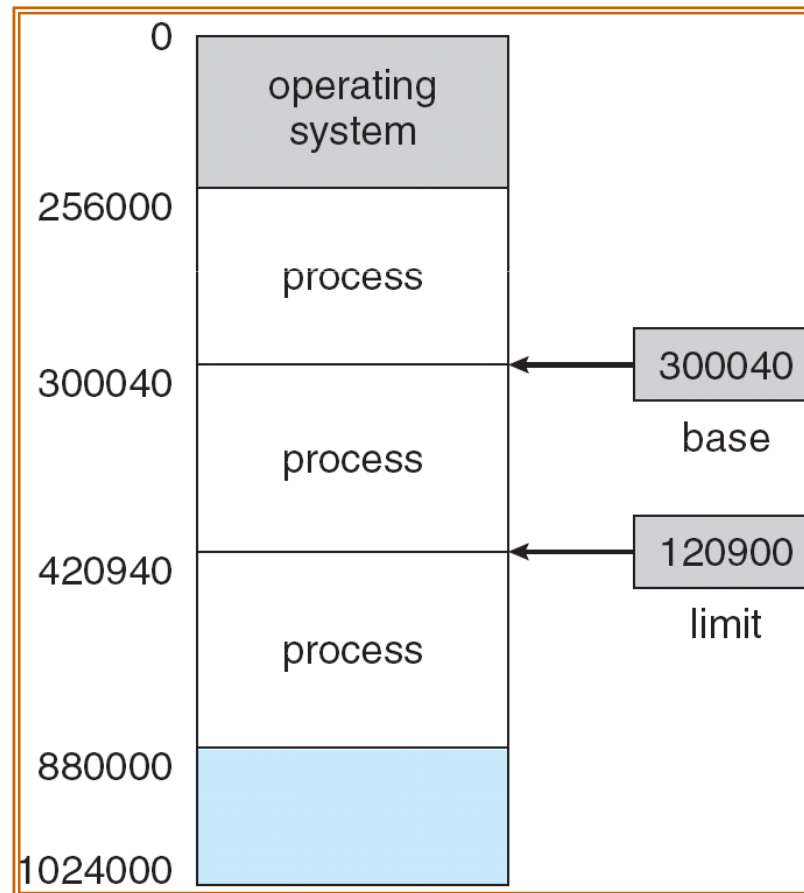 0
operating
system
256000
process
300040
300040
base
process
420940
120900
limit
process
880000
1024000